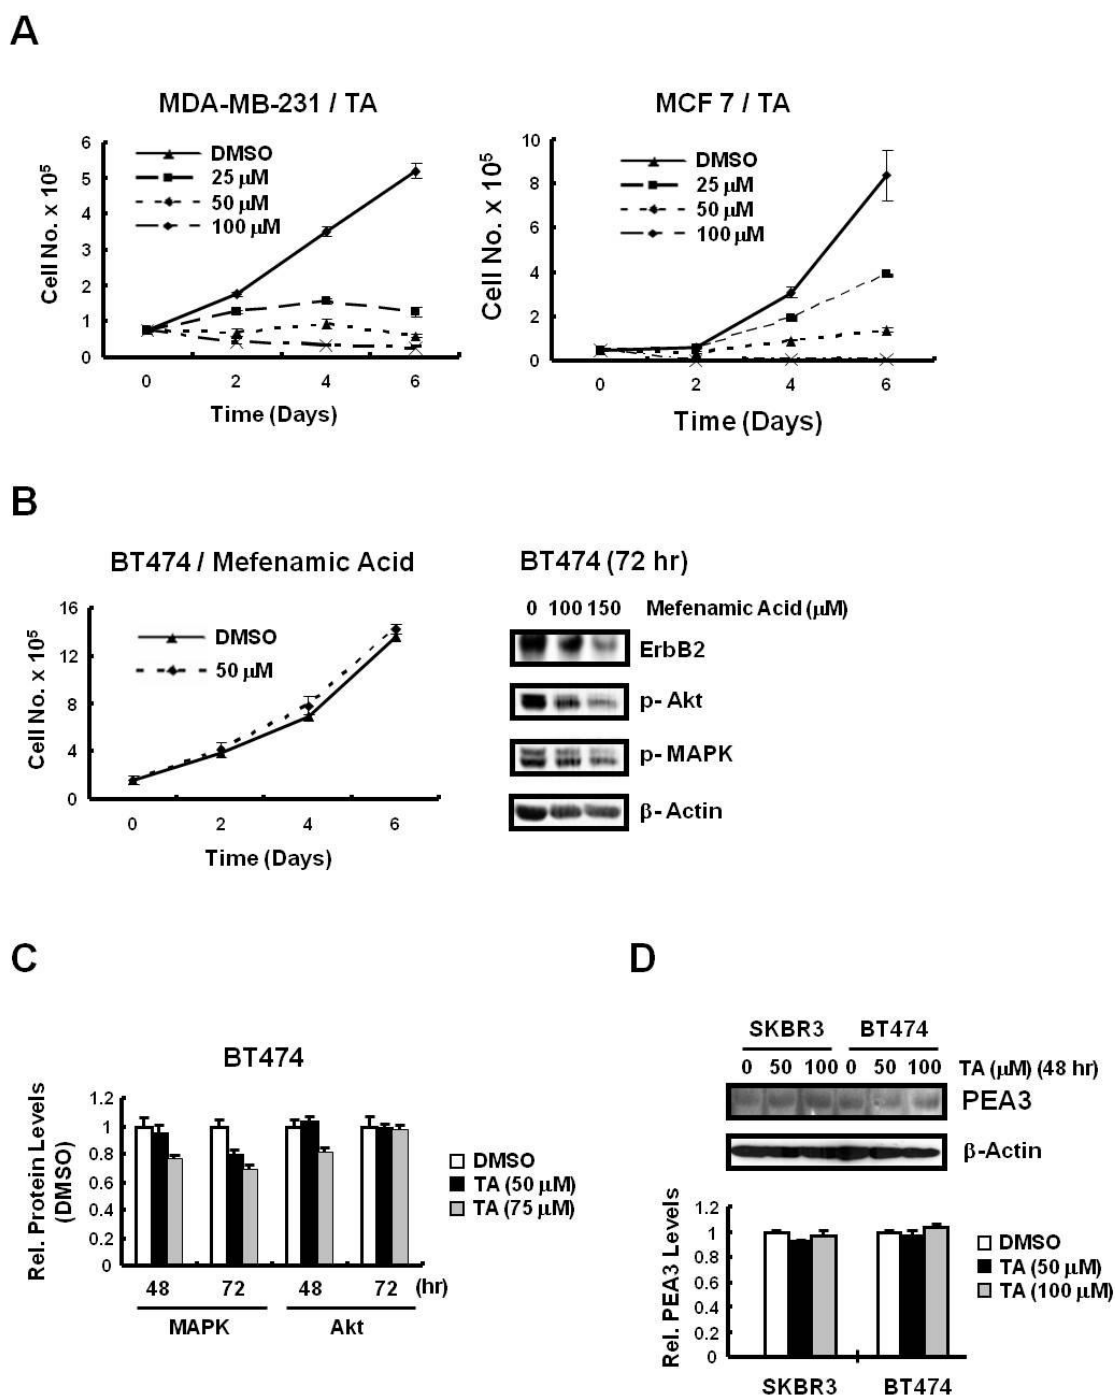 A
MDA-MB-231 / TA
Cell No. x 10⁵
6
5
4
3
2
1
0
DMSO
25 µM
50 µM
100 µM
0 2 4 6
Time (Days)
MCF 7 / TA
Cell No. x 10⁵
10
8
6
4
2
0
DMSO
25 µM
50 µM
100 µM
0 2 4 6
Time (Days)
B
BT474 / Mefenamic Acid
Cell No. x 10⁵
16
12
8
4
0
DMSO
50 µM
0 2 4 6
Time (Days)
BT474 (72 hr)
0 100 150 Mefenamic Acid (µM)
ErbB2
p- Akt
p- MAPK
β- Actin
C
BT474
Rel. Protein Levels
(DMSO)
1.2
1
0.8
0.6
0.4
0.2
0
DMSO
TA (50 µM)
TA (75 µM)
48 72 48 72 (hr)
MAPK Akt
D
SKBR3 BT474
0 50 100 0 50 100 TA (µM) (48 hr)
PEA3
β-Actin
Rel. PEA3 Levels
1.2
1
0.8
0.6
0.4
0.2
0
DMSO
TA (50 µM)
TA (100 µM)
SKBR3 BT474